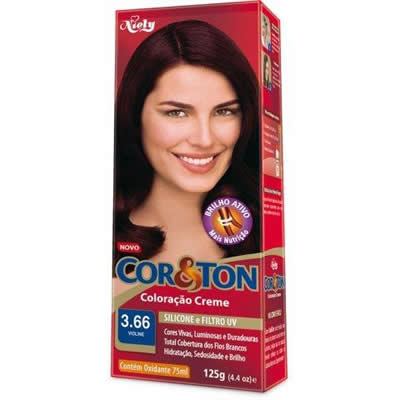 Niely
BRILHO ATIVO
Mais Nutrição
NOVO
COR&TON
Coloração Creme
3.66
VIOLINE
SILICONE e FILTRO UV
Cores Vivas, Luminosas e Duradouras
Total Cobertura dos Fios Brancos
Hidratação, Sedosidade e Brilho
Contém Oxidante 75ml
125g (4.4 oz) e